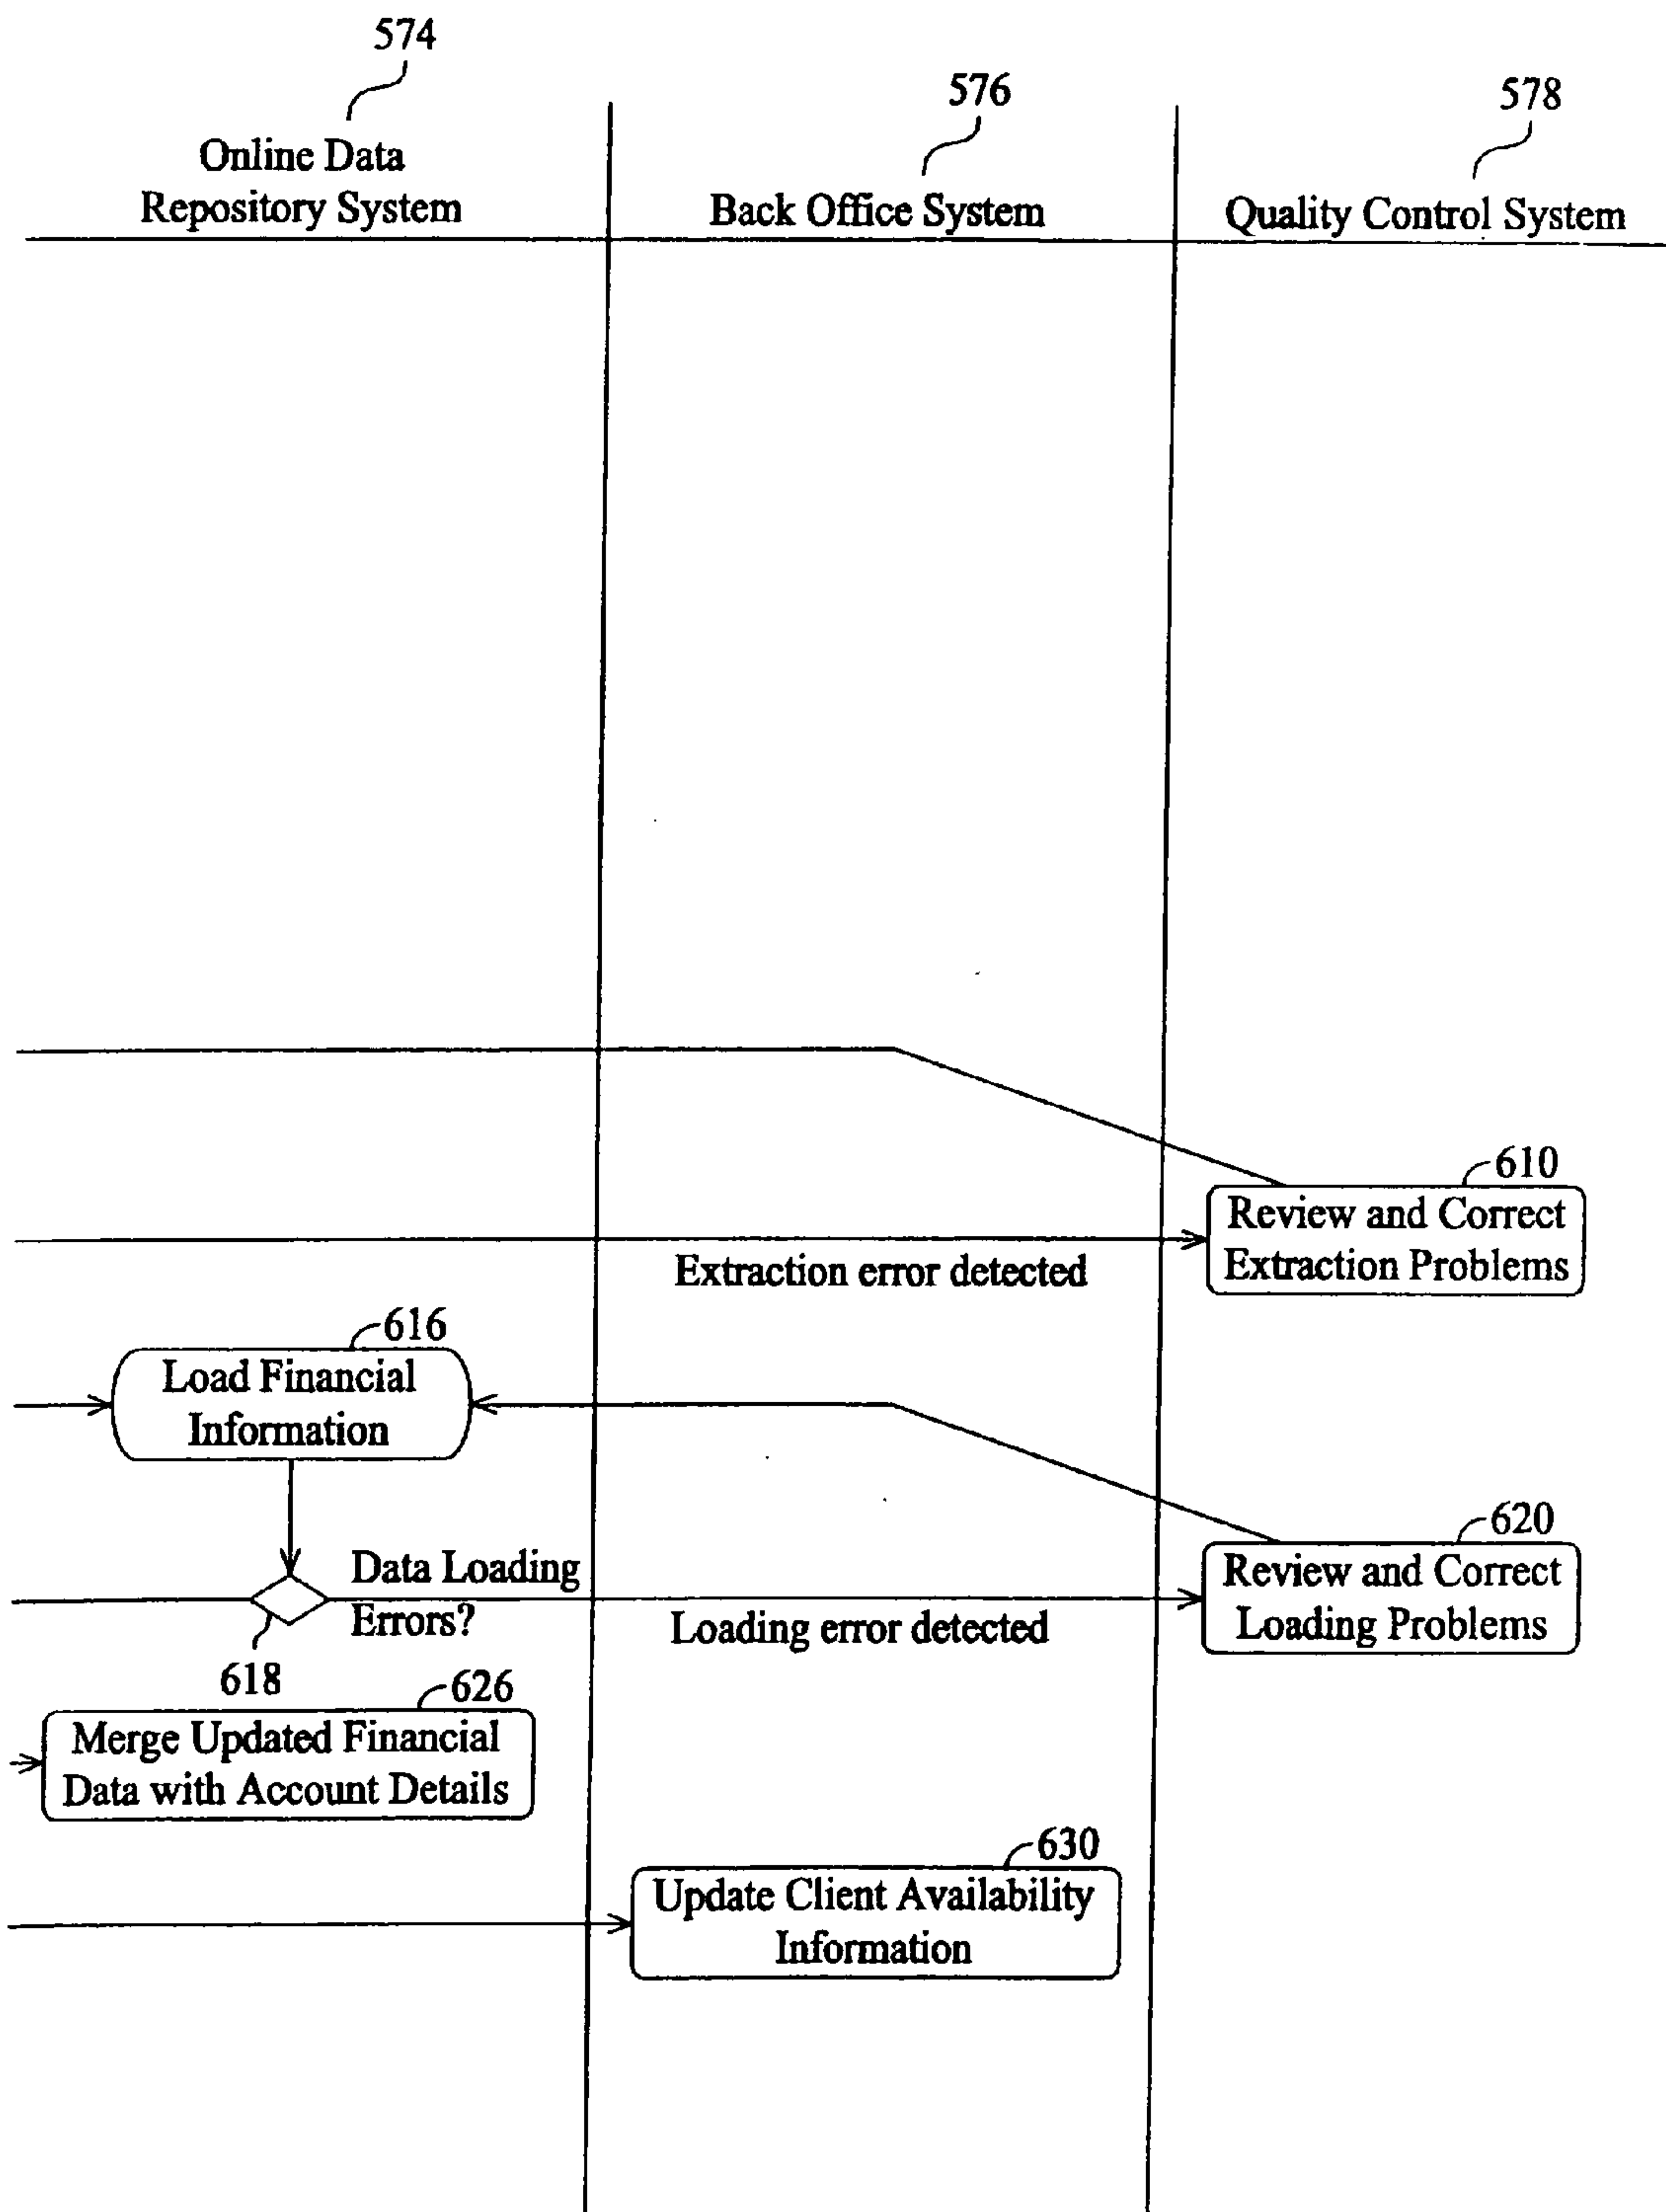 574
576
578
Online Data
Repository System
Back Office System
Quality Control System
610
Review and Correct
Extraction Problems
Extraction error detected
616
Load Financial
Information
620
Review and Correct
Loading Problems
Data Loading
Errors?
Loading error detected
618
626
Merge Updated Financial
Data with Account Details
630
Update Client Availability
Information